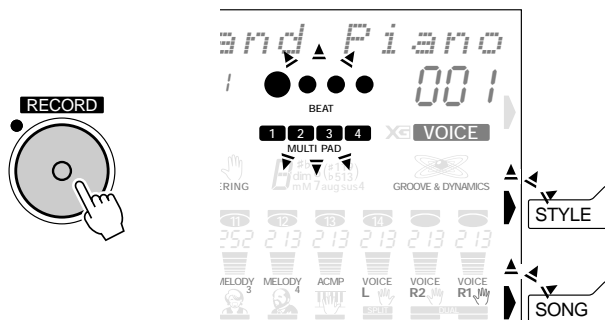 and Piano
1
001
BEAT
RECORD
1 2 3 4
XG VOICE
MULTI PAD
ERING
GROOVE & DYNAMICS
STYLE
11 12 13 14
252 213 213 213 213 213
MELODY 3 MELODY 4 ACMP VOICE L VOICE R2 VOICE R1
SPLIT DUAL
SONG